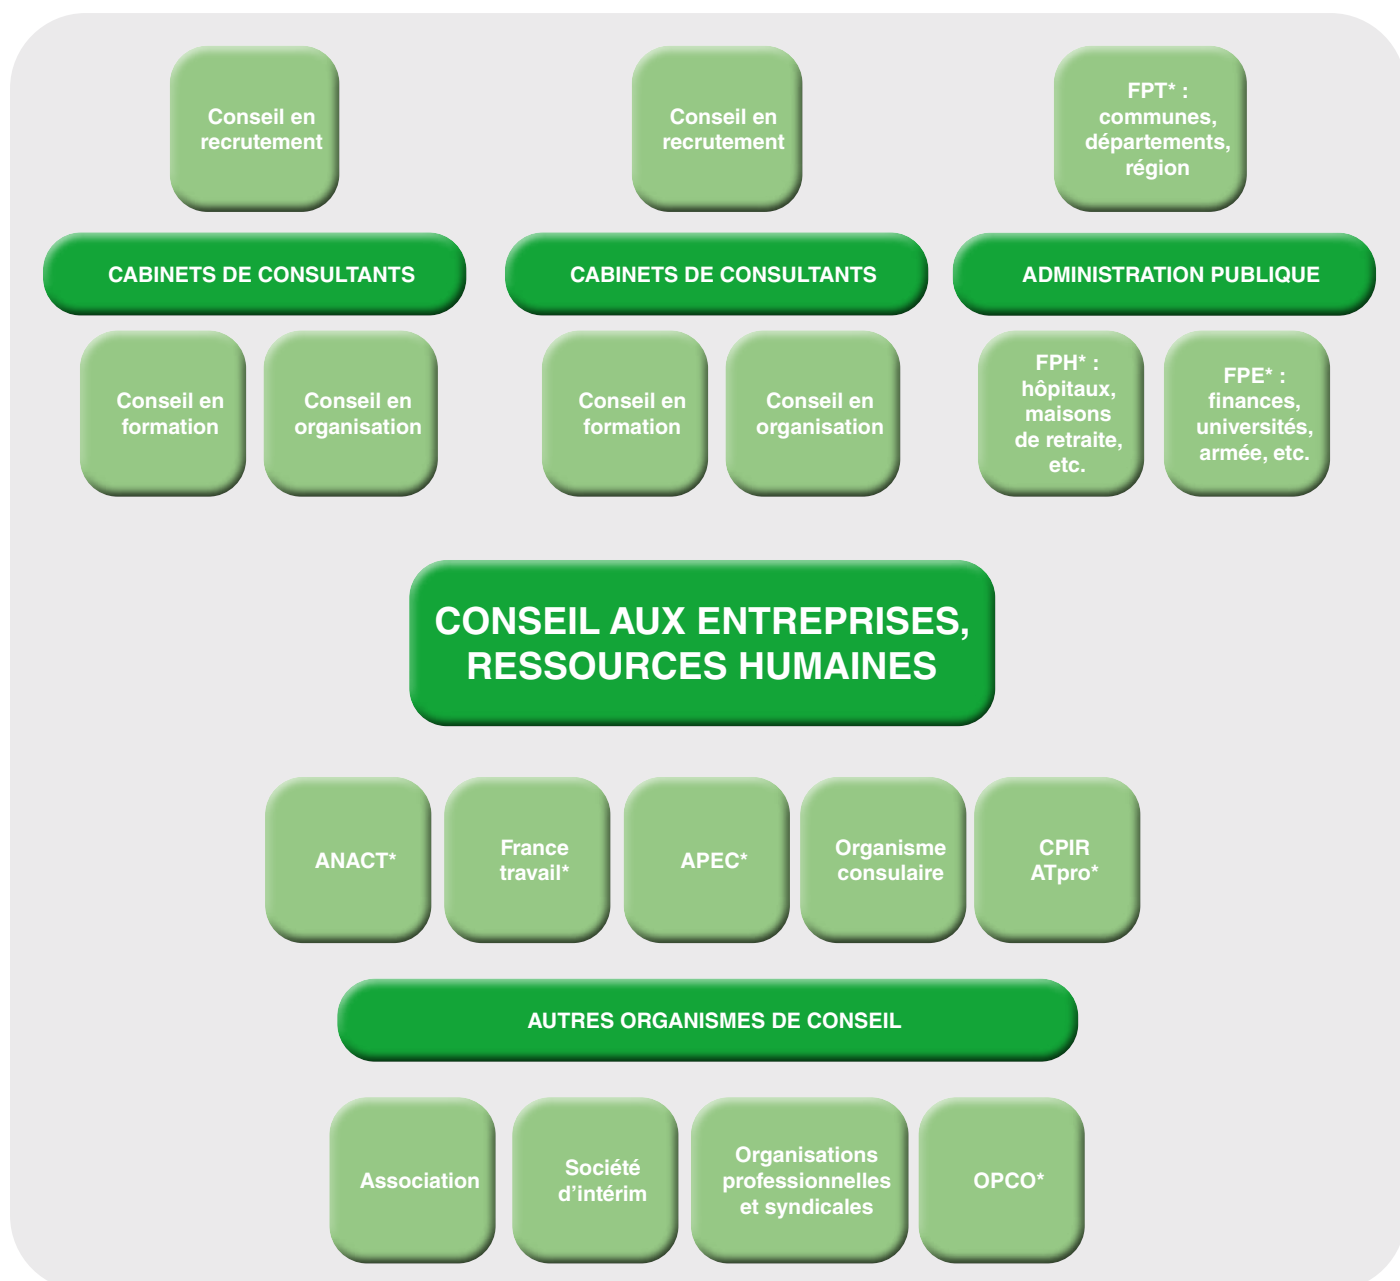 Conseil en
recrutement
Conseil en
recrutement
FPT* :
communes,
départements,
région
CABINETS DE CONSULTANTS
CABINETS DE CONSULTANTS
ADMINISTRATION PUBLIQUE
Conseil en
formation
Conseil en
organisation
Conseil en
formation
Conseil en
organisation
FPH* :
hôpitaux,
maisons
de retraite,
etc.
FPE* :
finances,
universités,
armée, etc.
CONSEIL AUX ENTREPRISES,
RESSOURCES HUMAINES
ANACT*
France
travail*
APEC*
Organisme
consulaire
CPIR
ATpro*
AUTRES ORGANISMES DE CONSEIL
Association
Société
d’intérim
Organisations
professionnelles
et syndicales
OPCO*